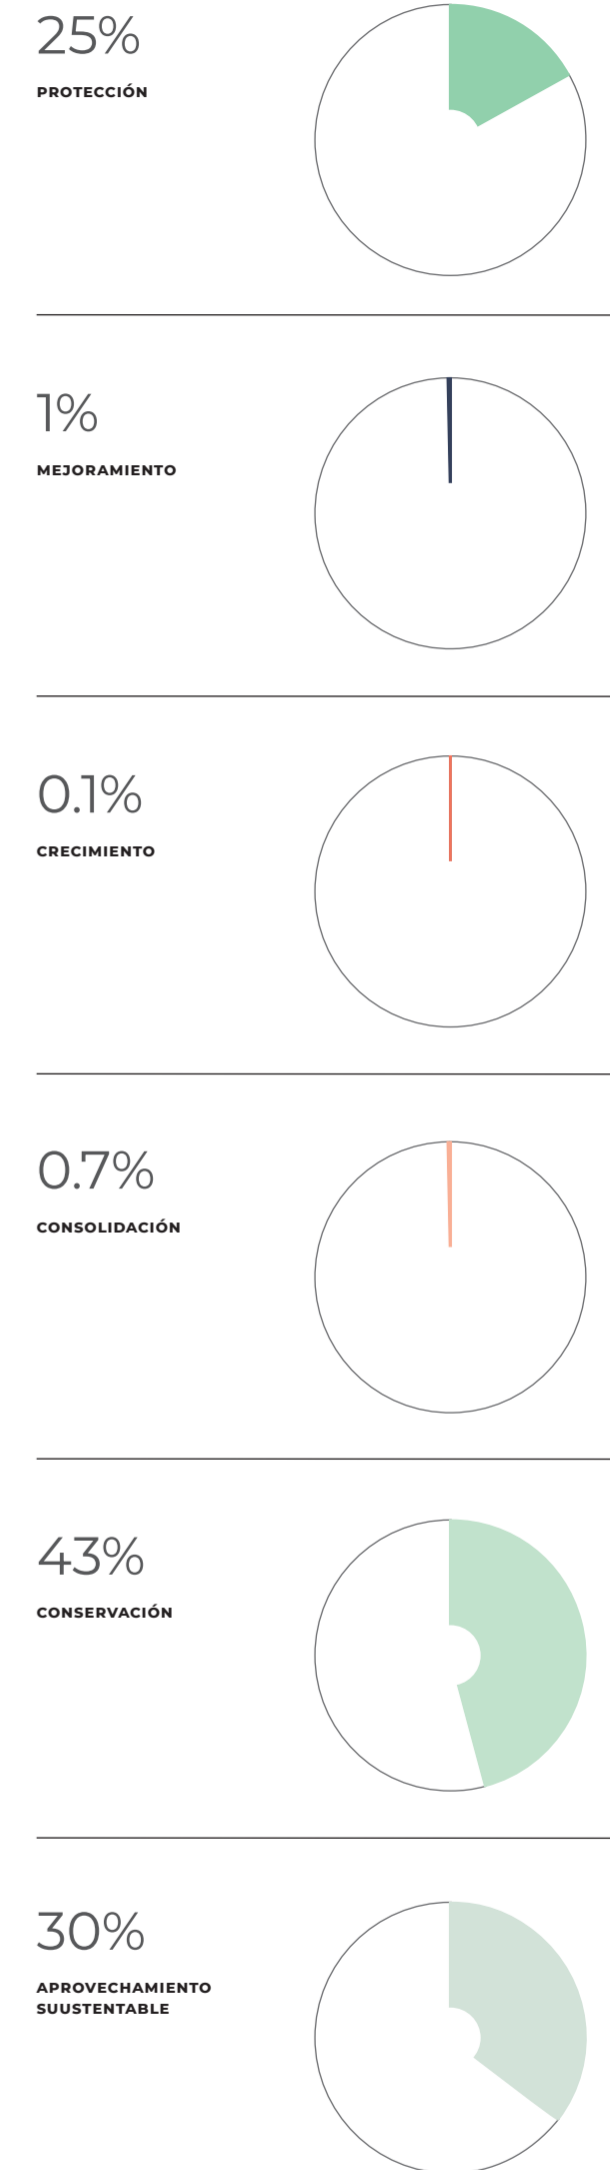 25%
PROTECCIÓN
1%
MEJORAMIENTO
0.1%
CRECIMIENTO
0.7%
CONSOLIDACIÓN
43%
CONSERVACIÓN
30%
APROVECHAMIENTO
SUUSTENTABLE